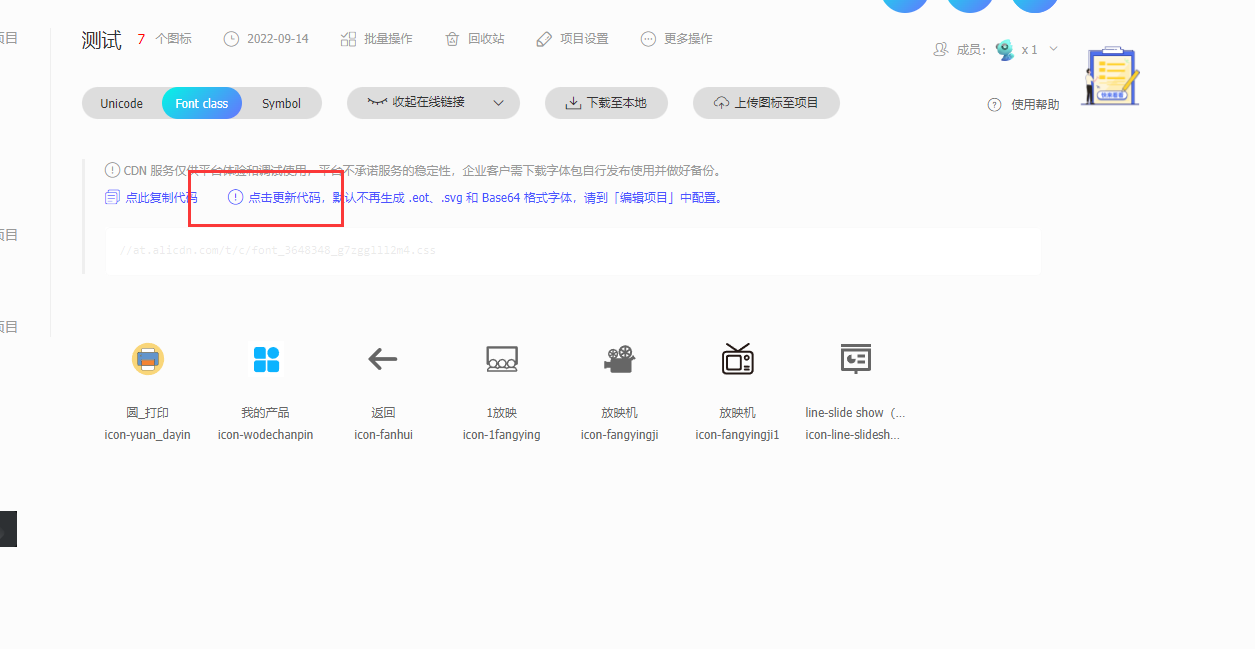 项目
测试 7 个图标 2022-09-14 批量操作 回收站 项目设置 更多操作
成员: x 1
快来看看
Unicode Font class Symbol 收起在线链接 下载至本地 上传图标至项目
使用帮助
CDN 服务仅供平台体验和调试使用，平台不承诺服务的稳定性，企业客户需下载字体包自行发布使用并做好备份。
点此复制代码 点击更新代码，默认不再生成 .eot、.svg 和 Base64 格式字体，请到「编辑项目」中配置。
项目
//at.alicdn.com/t/c/font_3640348_g7zgg11l2m4.css
项目
圆_打印 我的产品 返回 1放映 放映机 放映机 line-slide show（...
icon-yuan_dayin icon-wodechanpin icon-fanhui icon-1fangying icon-fangyingji icon-fangyingji1 icon-line-slidesh...